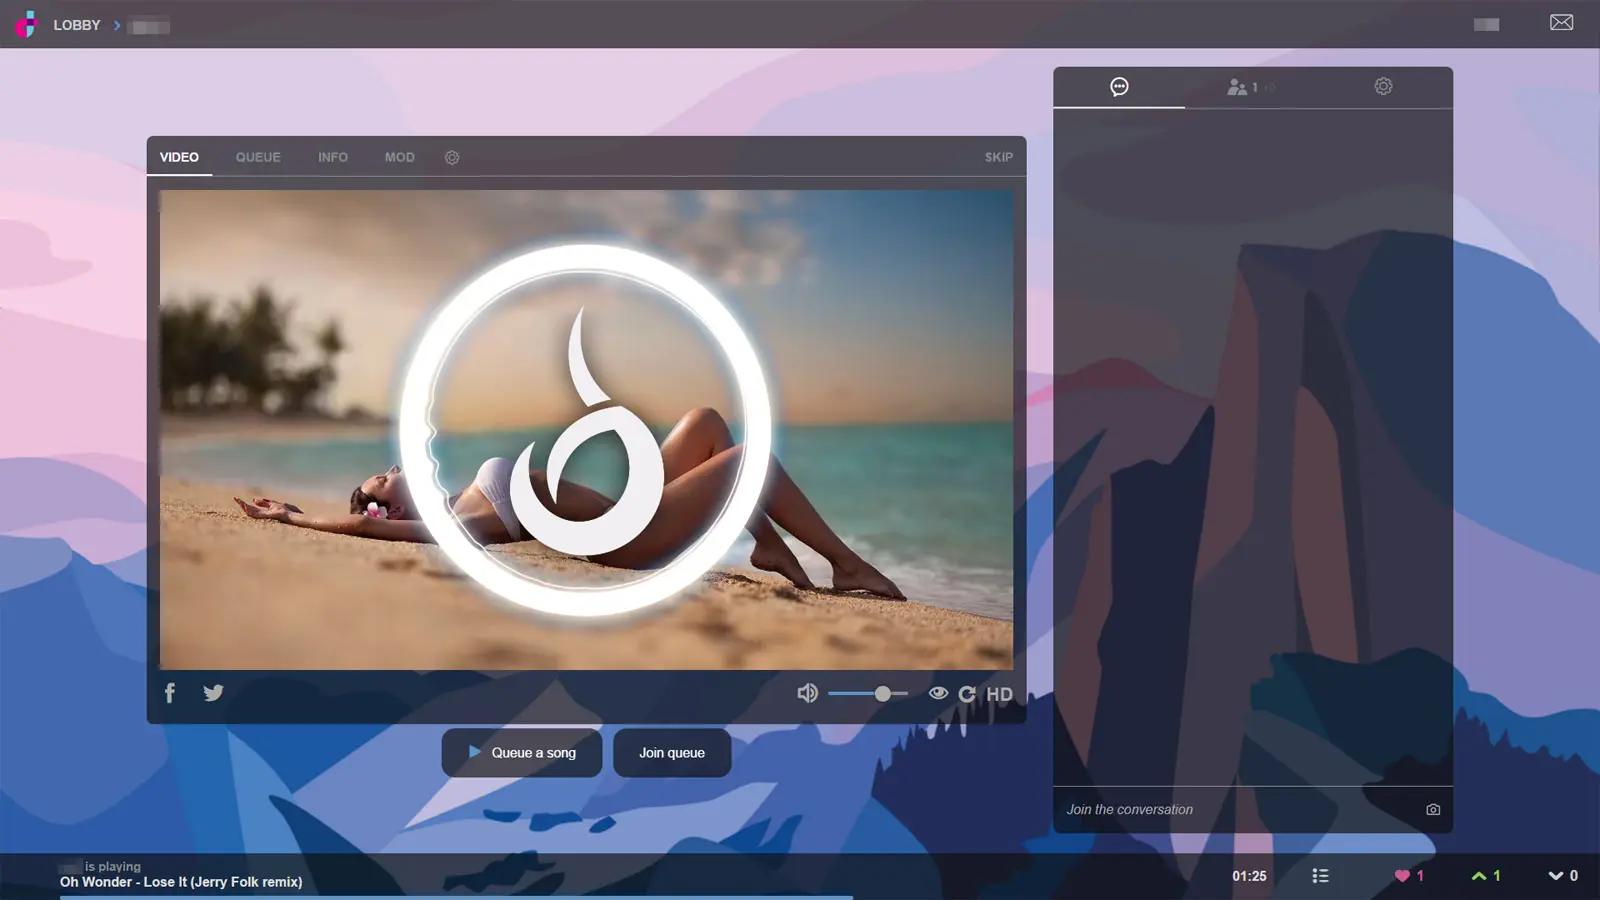 LOBBY
VIDEO QUEUE INFO MOD SKIP
1
HD
Queue a song Join queue
Join the conversation
is playing
Oh Wonder - Lose It (Jerry Folk remix)
01:25 1 1 0